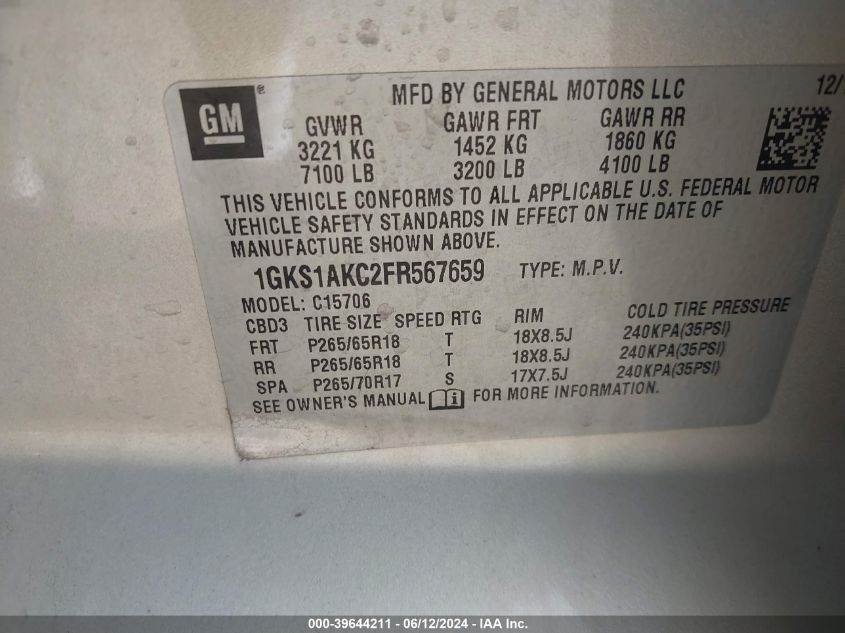 GM ® MFD BY GENERAL MOTORS LLC 12/
GVWR GAWR FRT GAWR RR
3221 KG 1452 KG 1860 KG
7100 LB 3200 LB 4100 LB
THIS VEHICLE CONFORMS TO ALL APPLICABLE U.S. FEDERAL MOTOR
VEHICLE SAFETY STANDARDS IN EFFECT ON THE DATE OF
MANUFACTURE SHOWN ABOVE.
1GKS1AKC2FR567659 TYPE: M.P.V.
MODEL: C15706
CBD3 TIRE SIZE SPEED RTG RIM COLD TIRE PRESSURE
FRT P265/65R18 T 18X8.5J 240KPA(35PSI)
RR P265/65R18 T 18X8.5J 240KPA(35PSI)
SPA P265/70R17 S 17X7.5J 240KPA(35PSI)
SEE OWNER'S MANUAL i FOR MORE INFORMATION.
000-39644211 - 06/12/2024 - IAA Inc.